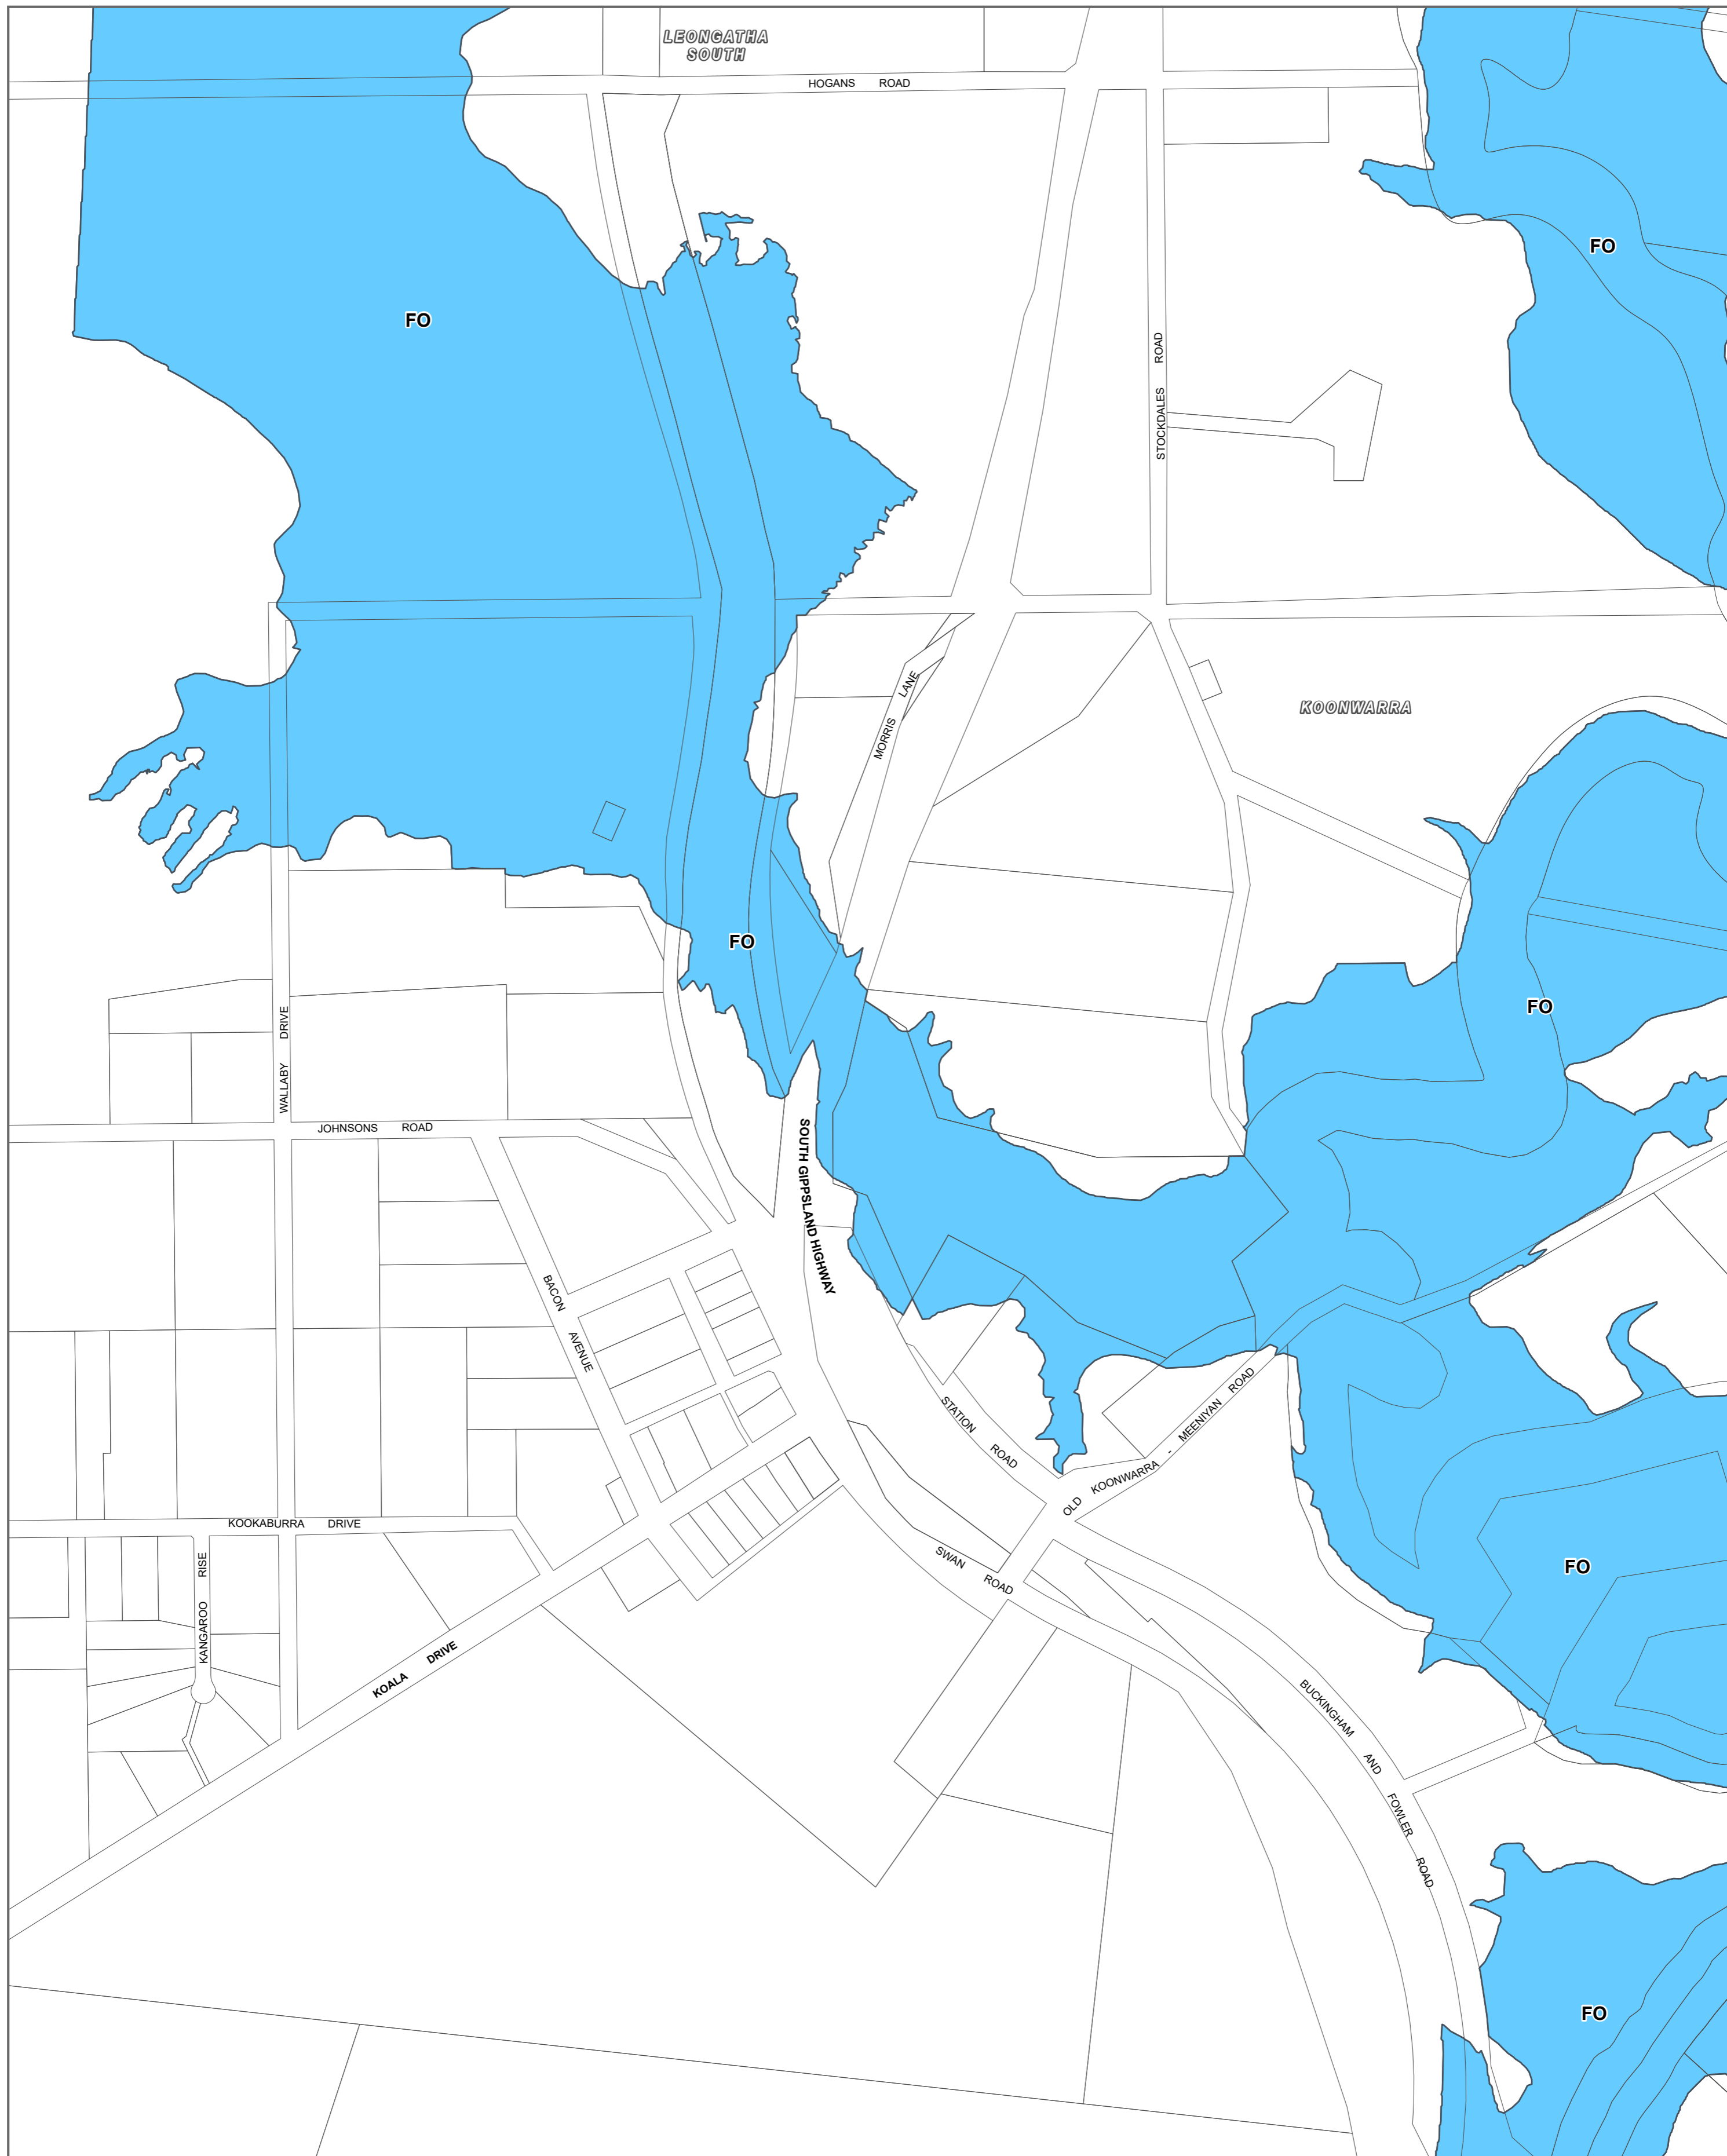 LEONGATHA
SOUTH
HOGANS ROAD
FO
FO
STOCKDALES ROAD
MORRIS LANE
KOONWARRA
FO
FO
WALLABY DRIVE
JOHNSONS ROAD
SOUTH GIPPSLAND HIGHWAY
BACON AVENUE
STATION ROAD
OLD KOONWARRA - MEENIYAN ROAD
KOOKABURRA DRIVE
KANGAROO RISE
SWAN ROAD
FO
KOALA DRIVE
BUCKINGHAM AND FOWLER ROAD
FO